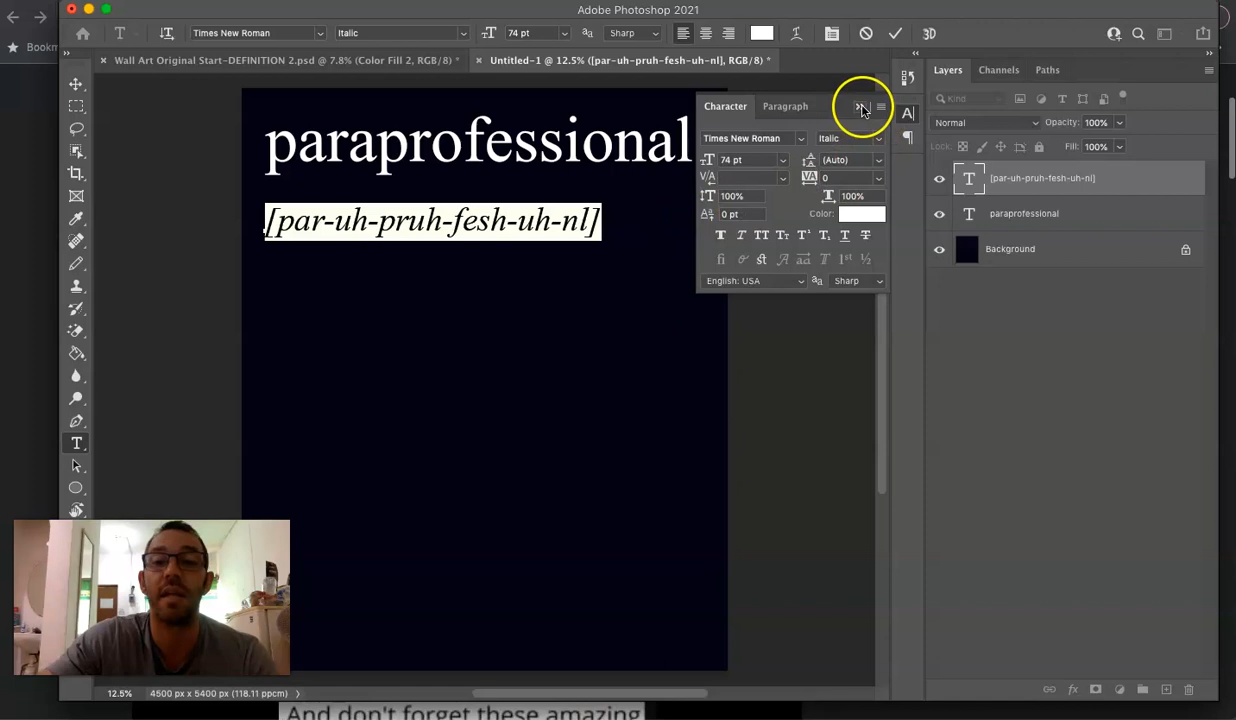 Adobe Photoshop 2021
Times New Roman Italic 74 pt Sharp 3D
Bookm
Wall Art Original Start-DEFINITION 2.psd @ 7.8% (Color Fill 2, RGB/8) *
Untitled-1 @ 12.5% ([par-uh-pruh-fesh-uh-nl], RGB/8) *
Layers Channels Paths
Character Paragraph
Kind
Normal Opacity: 100%
Times New Roman Italic
Lock: Fill: 100%
74 pt (Auto)
0
100% 100%
0 pt Color:
English: USA Sharp
[par-uh-pruh-fesh-uh-nl]
paraprofessional
Background
paraprofessional
[par-uh-pruh-fesh-uh-nl]
12.5% 4500 px x 5400 px (118.11 ppcm)
And don't forget these amazing